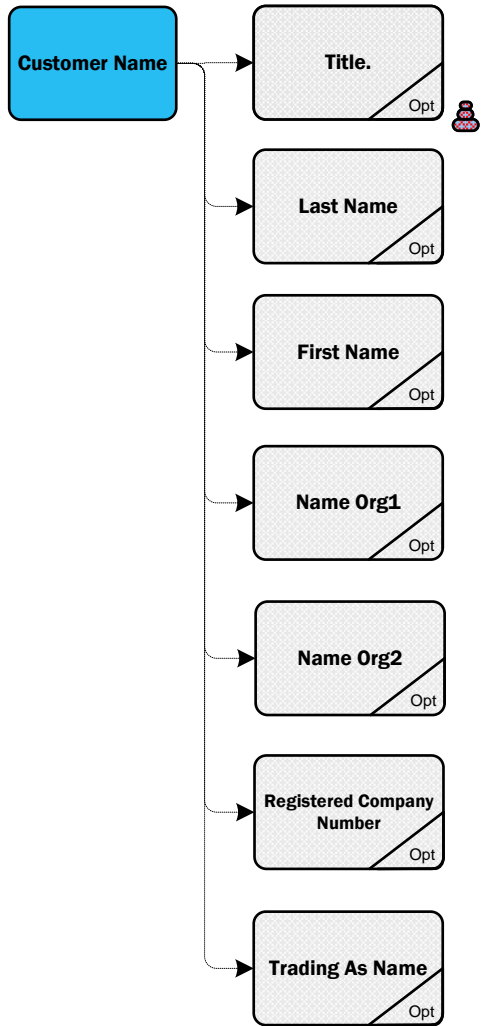 Customer Name
Title.
Opt
Last Name
Opt
First Name
Opt
Name Org1
Opt
Name Org2
Opt
Registered Company
Number
Opt
Trading As Name
Opt